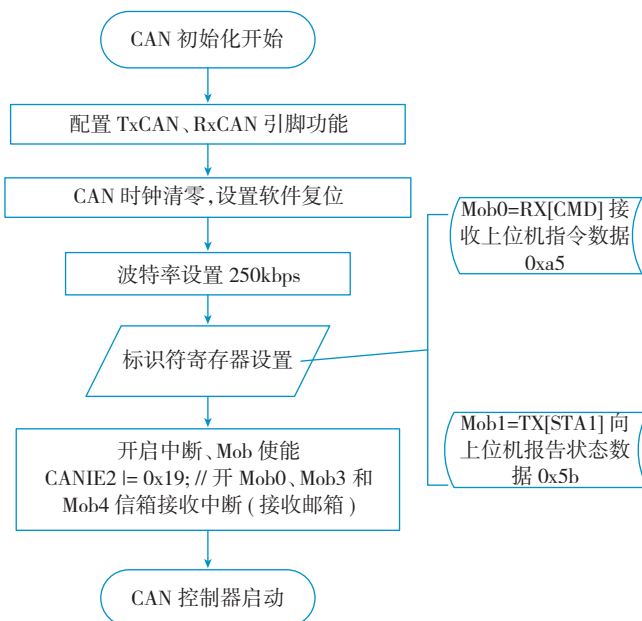 CAN 初始化开始
配置 TxCAN、RxCAN 引脚功能
CAN 时钟清零,设置软件复位
波特率设置 250kbps
标识符寄存器设置
Mob0=RX[CMD] 接
收上位机指令数据
0xa5
Mob1=TX[STA1] 向
上位机报告状态数
据 0x5b
开启中断、Mob 使能
CANIE2 |= 0x19; // 开 Mob0、Mob3 和
Mob4 信箱接收中断 ( 接收邮箱 )
CAN 控制器启动